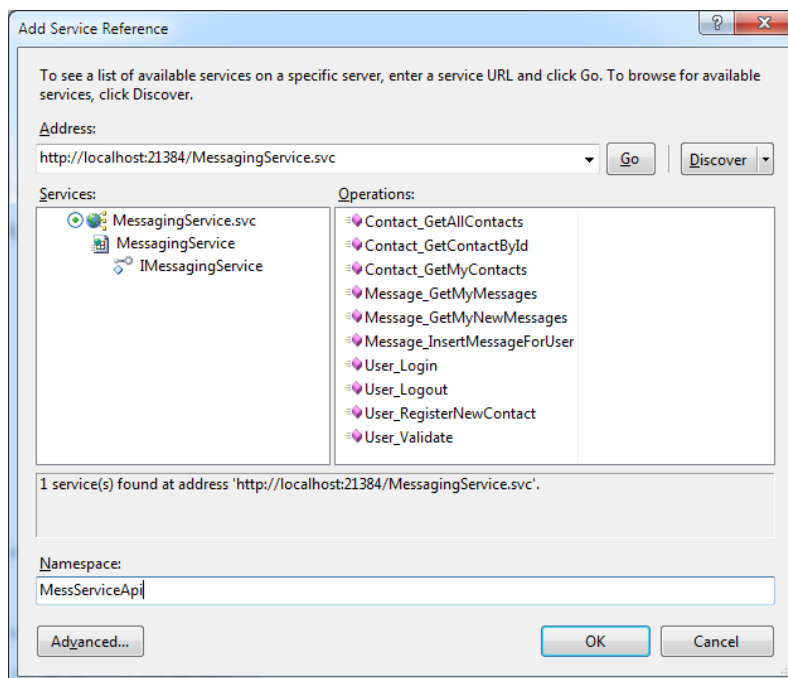 Add Service Reference
To see a list of available services on a specific server, enter a service URL and click Go. To browse for available
services, click Discover.
Address:
http://localhost:21384/MessagingService.svc
Go
Discover
Services:
Operations:
MessagingService.svc
MessagingService
IMessagingService
Contact_GetAllContacts
Contact_GetContactById
Contact_GetMyContacts
Message_GetMyMessages
Message_GetMyNewMessages
Message_InsertMessageForUser
User_Login
User_Logout
User_RegisterNewContact
User_Validate
1 service(s) found at address 'http://localhost:21384/MessagingService.svc'.
Namespace:
MessServiceApi
Advanced...
OK
Cancel